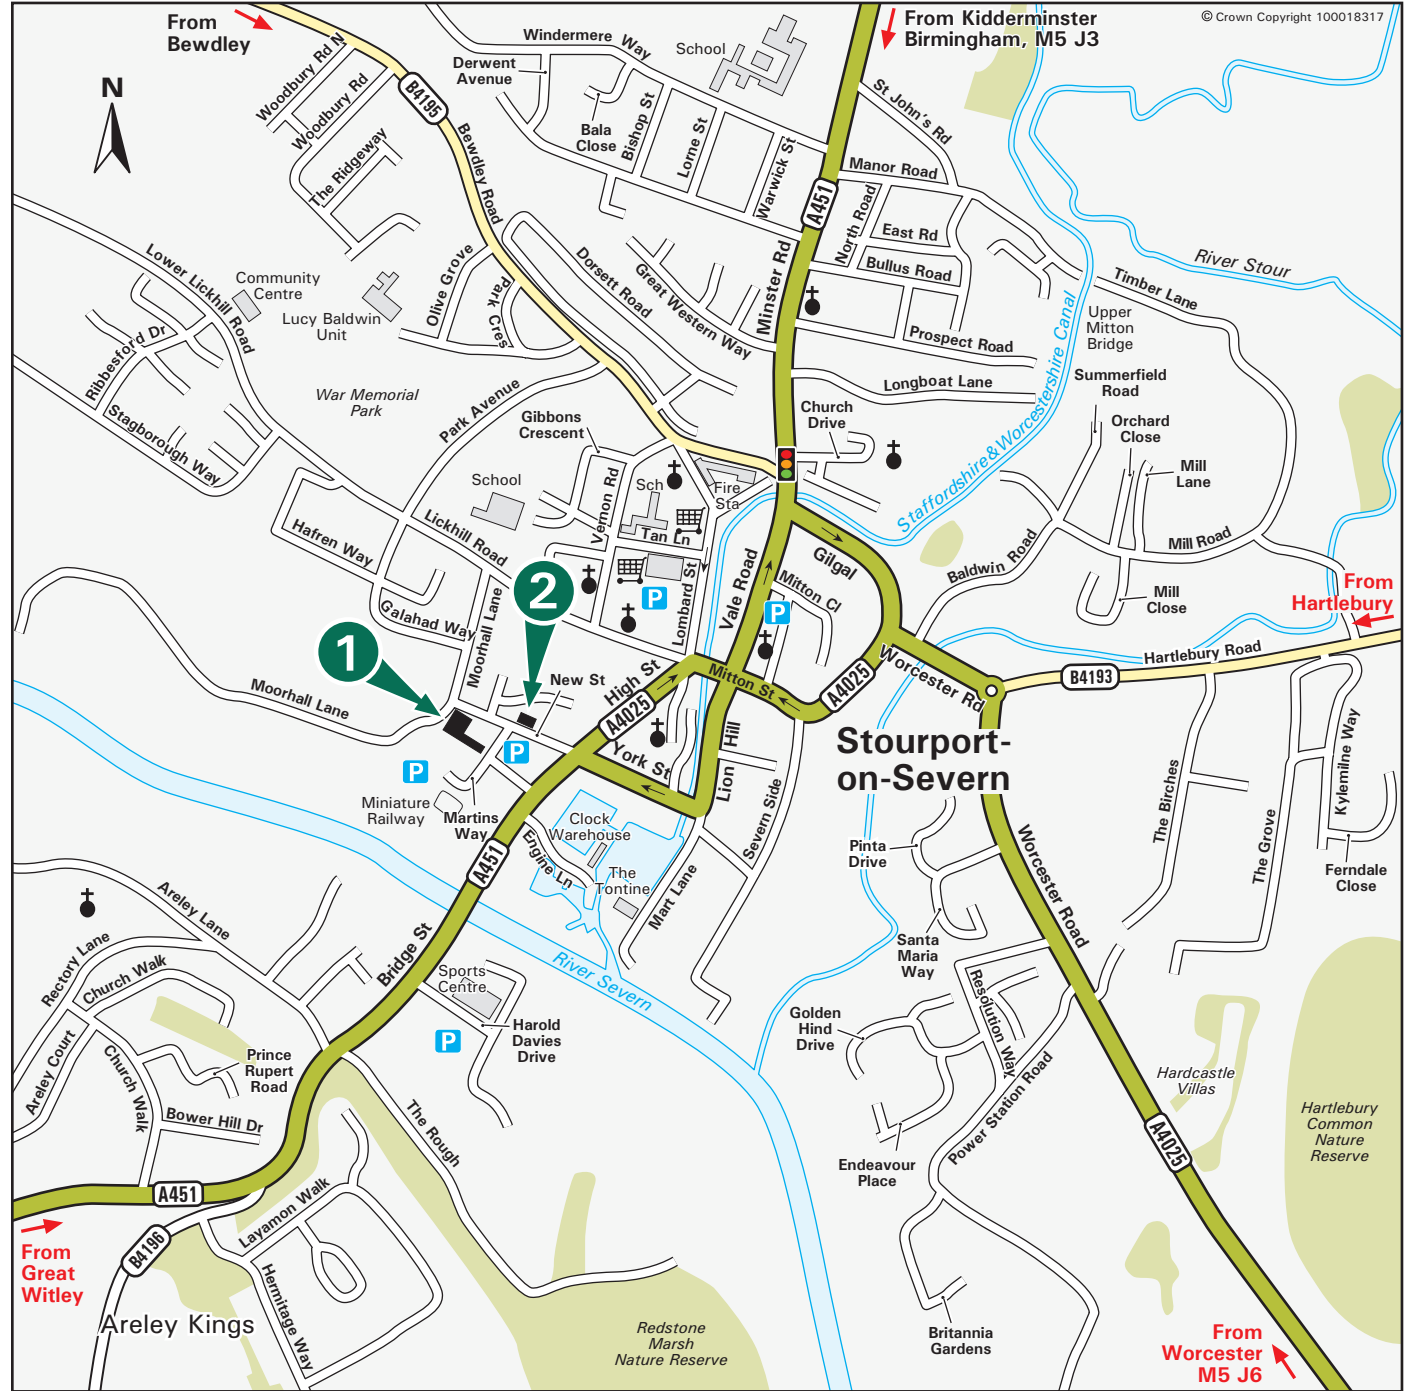 © Crown Copyright 100018317
From
Bewdley
From Kidderminster
Birmingham, M5 J3
N
Woodbury Rd N
Woodbury Rd
The Ridgeway
B4195
Bewdley Road
Windermere Way
Derwent
Avenue
School
Bala
Close
Bishop St
Lorne St
Warwick St
St John's Rd
Manor Road
A451
North Road
East Rd
Bullus Road
Minster Rd
Prospect Road
Longboat Lane
River Stour
Timber Lane
Upper
Mitton
Bridge
Staffordshire&Worcestershire Canal
Lower Lickhill Road
Community
Centre
Lucy Baldwin
Unit
Olive Grove
Park Cres
Dorsett Road
Great Western Way
Ribbesford Dr
Stagborough Way
War Memorial
Park
Park Avenue
Gibbons
Crescent
Church
Drive
Summerfield
Road
Orchard
Close
Mill
Lane
Mill Road
Mill
Close
Baldwin Road
School
Sch
Fire
Sta
Vernon Rd
Tan Ln
Hafren Way
Lickhill Road
Galahad Way
Moorhall Lane
2
P
Lombard St
Vale Road
Gilgal
Mitton Cl
P
From
Hartlebury
1
Moorhall Lane
New St
High St
A4025
Mitton St
A4025
Worcester Rd
B4193
Hartlebury Road
Stourport-
on-Severn
P
P
York St
Lion Hill
Severn Side
Miniature
Railway
Martins
Way
A451
Clock
Warehouse
Engine Ln
The
Tontine
Mart Lane
Pinta
Drive
Worcester Road
The Birches
The Grove
Kylemilne Way
Ferndale
Close
Areley Lane
Rectory Lane
Church Walk
Bridge St
Sports
Centre
River Severn
Santa
Maria
Way
Resolution Way
Golden
Hind
Drive
P
Harold
Davies
Drive
Areley Court
Church Walk
Prince
Rupert
Road
Bower Hill Dr
The Rough
Power Station Road
Endeavour
Place
Hardcastle
Villas
A4025
Hartlebury
Common
Nature
Reserve
A451
B4196
Layamon Walk
Hermitage Way
From
Great
Witley
Areley Kings
Redstone
Marsh
Nature Reserve
Britannia
Gardens
From
Worcester
M5 J6